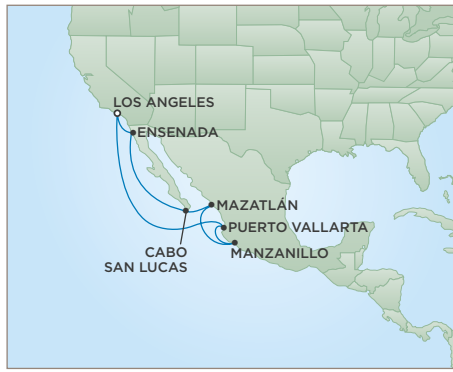 LOS ANGELES
ENSENADA
MAZATLÁN
PUERTO VALLARTA
CABO
SAN LUCAS
MANZANILLO